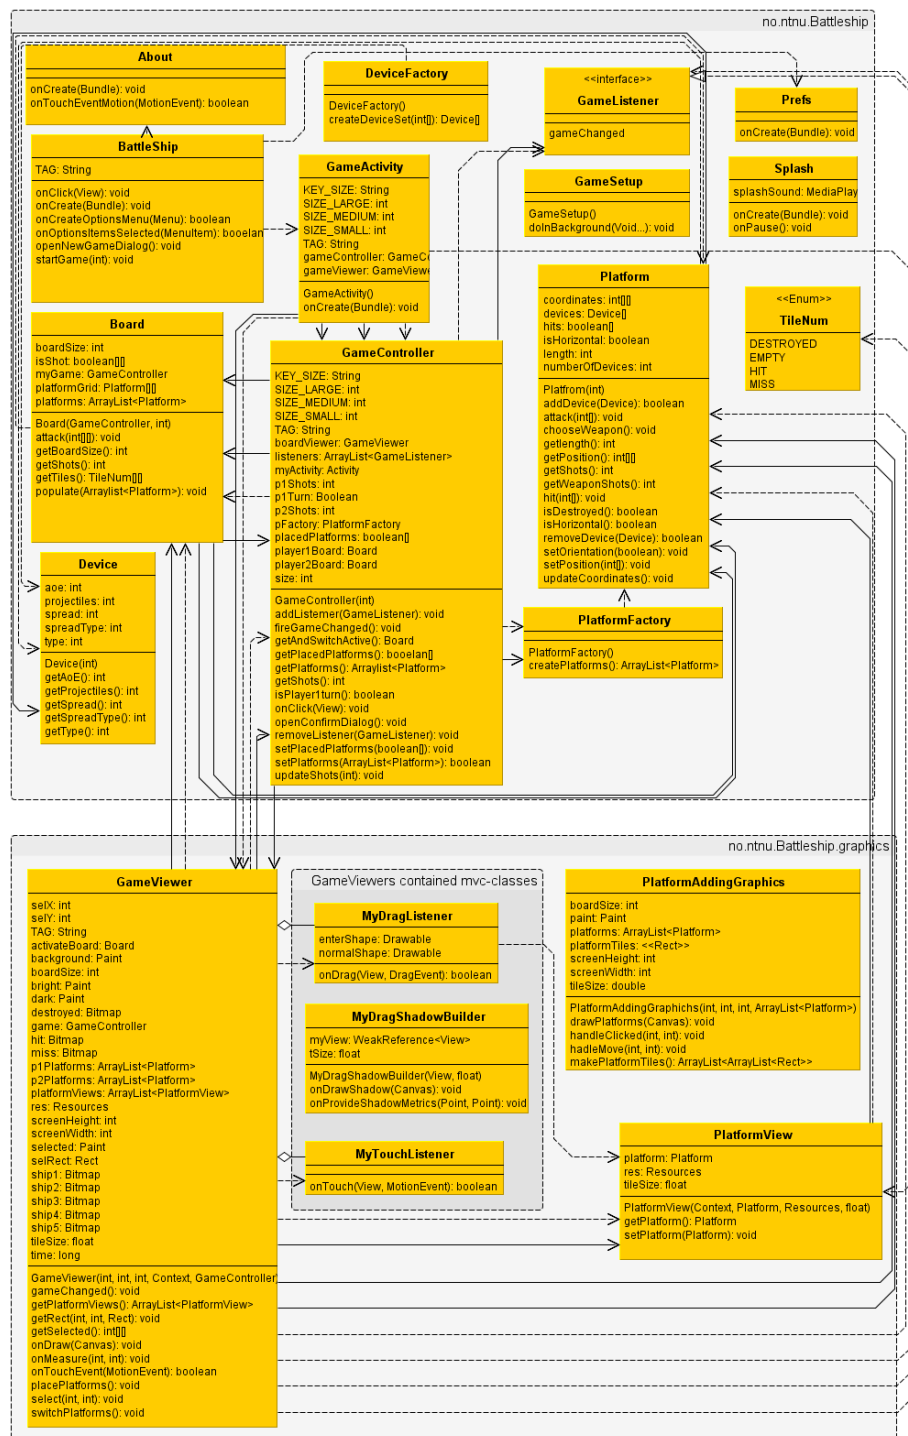 no.ntnu.Battleship
About
onCreate(Bundle): void
onTouchEventMotion(MotionEvent): boolean
DeviceFactory
DeviceFactory()
createDeviceSet(int[]): Device[]
<<interface>>
GameListener
gameChanged
Prefs
onCreate(Bundle): void
BattleShip
TAG: String
onClick(View): void
onCreate(Bundle): void
onCreateOptionsMenu(Menu): boolean
onOptionsItemsSelected(MenuItem): boolean
openNewGameDialog(): void
startGame(int): void
GameActivity
KEY_SIZE: String
SIZE_LARGE: int
SIZE_MEDIUM: int
SIZE_SMALL: int
TAG: String
gameController: GameCo
gameViewer: GameViewe
GameActivity()
onCreate(Bundle): void
GameSetup
GameSetup()
doInBackground(Void...): void
Splash
splashSound: MediaPlay
onCreate(Bundle): void
onPause(): void
Platform
coordinates: int[][]
devices: Device[]
hits: boolean[]
isHorizontal: boolean
length: int
numberOfDevices: int
Platfrom(int)
addDevice(Device): boolean
attack(int[]): void
chooseWeapon(): void
getlength(): int
getPosition(): int[][]
getShots(): int
getWeaponShots(): int
hit(int[]): void
isDestroyed(): boolean
isHorizontal(): boolean
removeDevice(Device): boolean
setOrientation(boolean): void
setPosition(int[]): void
updateCoordinates(): void
<<Enum>>
TileNum
DESTROYED
EMPTY
HIT
MISS
Board
boardSize: int
isShot: boolean[][]
myGame: GameController
platformGrid: Platform[][]
platforms: ArrayList<Platform>
Board(GameController, int)
attack(int[][]): void
getBoardSize(): int
getShots(): int
getTiles(): TileNum[][]
populate(Arraylist<Platform>): void
GameController
KEY_SIZE: String
SIZE_LARGE: int
SIZE_MEDIUM: int
SIZE_SMALL: int
TAG: String
boardViewer: GameViewer
listeners: ArrayList<GameListener>
myActivity: Activity
p1Shots: int
p1Turn: Boolean
p2Shots: int
pFactory: PlatformFactory
placedPlatforms: boolean[]
player1Board: Board
player2Board: Board
size: int
GameController(int)
addListerner(GameListener): void
fireGameChanged(): void
getAndSwitchActive(): Board
getPlacedPlatforms(): booelan[]
getPlatforms(): Arraylist<Platform>
getShots(): int
isPlayer1turn(): boolean
onClick(View): void
openConfirmDialog(): void
removeListener(GameListener): void
setPlacedPlatforms(boolean[]): void
setPlatforms(ArrayList<Platform>): boolean
updateShots(int): void
Device
aoe: int
projectiles: int
spread: int
spreadType: int
type: int
Device(int)
getAoE(): int
getProjectiles(): int
getSpread(): int
getSpreadType(): int
getType(): int
PlatformFactory
PlatformFactory()
createPlatforms(): ArrayList<Platform>
no.ntnu.Battleship.graphics
GameViewer
selX: int
selY: int
TAG: String
activateBoard: Board
background: Paint
boardSize: int
bright: Paint
dark: Paint
destroyed: Bitmap
game: GameController
hit: Bitmap
miss: Bitmap
p1Platforms: ArrayList<Platform>
p2Platforms: ArrayList<Platform>
platformViews: ArrayList<PlatformView>
res: Resources
screenHeight: int
screenWidth: int
selected: Paint
selRect: Rect
ship1: Bitmap
ship2: Bitmap
ship3: Bitmap
ship4: Bitmap
ship5: Bitmap
tileSize: float
time: long
GameViewer(int, int, int, Context, GameController)
gameChanged(): void
getPlatformViews(): ArrayList<PlatformView>
getRect(int, int, Rect): void
getSelected(): int[][]
onDraw(Canvas): void
onMeasure(int, int): void
onTouchEvent(MotionEvent): boolean
placePlatforms(): void
select(int, int): void
switchPlatforms(): void
GameViewers contained mvc-classes
MyDragListener
enterShape: Drawable
normalShape: Drawable
onDrag(View, DragEvent): boolean
MyDragShadowBuilder
myView: WeakReference<View>
tSize: float
MyDragShadowBuilder(View, float)
onDrawShadow(Canvas): void
onProvideShadowMetrics(Point, Point): void
MyTouchListener
onTouch(View, MotionEvent): boolean
PlatformAddingGraphics
boardSize: int
paint: Paint
platforms: ArrayList<Platform>
platformTiles: <<Rect>>
screenHeight: int
screenWidth: int
tileSize: double
PlatformAddingGraphichs(int, int, int, ArrayList<Platform>)
drawPlatforms(Canvas): void
handleClicked(int, int): void
hadleMove(int, int): void
makePlatformTiles(): ArrayList<ArrayList<Rect>>
PlatformView
platform: Platform
res: Resources
tileSize: float
PlatformView(Context, Platform, Resources, float)
getPlatform(): Platform
setPlatform(Platform): void